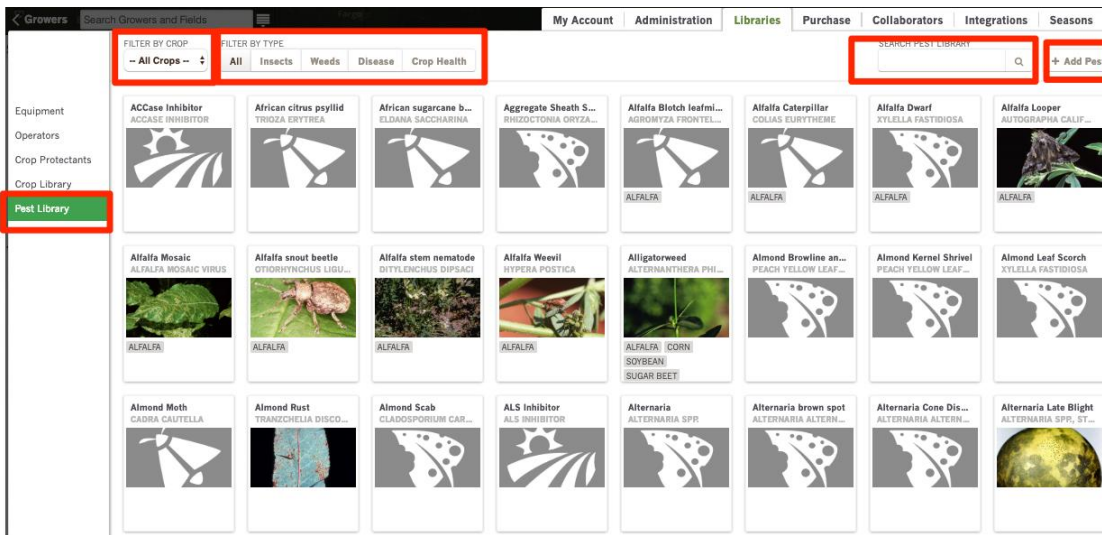 Growers
Search Growers and Fields
My Account Administration Libraries Purchase Collaborators Integrations Seasons
FILTER BY CROP
-- All Crops --
FILTER BY TYPE
All Insects Weeds Disease Crop Health
SEARCH PEST LIBRARY
+ Add Pes
Equipment
Operators
Crop Protectants
Crop Library
Pest Library
ACCase Inhibitor
ACCASE INHIBITOR
African citrus psyllid
TRIOZA ERYTREA
African sugarcane b...
ELDANA SACCHARINA
Aggregate Sheath S...
RHIZOCTONIA ORYZA...
Alfalfa Blotch leafmi...
AGROMYZA FRONTEL...
ALFALFA
Alfalfa Caterpillar
COLIAS EURYTHEME
ALFALFA
Alfalfa Dwarf
XYLELLA FASTIDIOSA
ALFALFA
Alfalfa Looper
AUTOGRAPHA CALIF...
ALFALFA
Alfalfa Mosaic
ALFALFA MOSAIC VIRUS
ALFALFA
Alfalfa snout beetle
OTIORHYNCHUS LIGU...
ALFALFA
Alfalfa stem nematode
DITYLENCHUS DIPSACI
ALFALFA
Alfalfa Weevil
HYPERA POSTICA
ALFALFA
Alligatorweed
ALTERNANTHERA PHI...
ALFALFA CORN
SOYBEAN
SUGAR BEET
Almond Browline an...
PEACH YELLOW LEAF...
Almond Kernel Shrivel
PEACH YELLOW LEAF...
Almond Leaf Scorch
XYLELLA FASTIDIOSA
Almond Moth
CADRA CAUTELLA
Almond Rust
TRANZCHELIA DISCO...
Almond Scab
CLADOSPORIUM CAR...
ALS Inhibitor
ALS INHIBITOR
Alternaria
ALTERNARIA SPP.
Alternaria brown spot
ALTERNARIA ALTERN...
Alternaria Cone Dis...
ALTERNARIA ALTERN...
Alternaria Late Blight
ALTERNARIA SPP., ST...